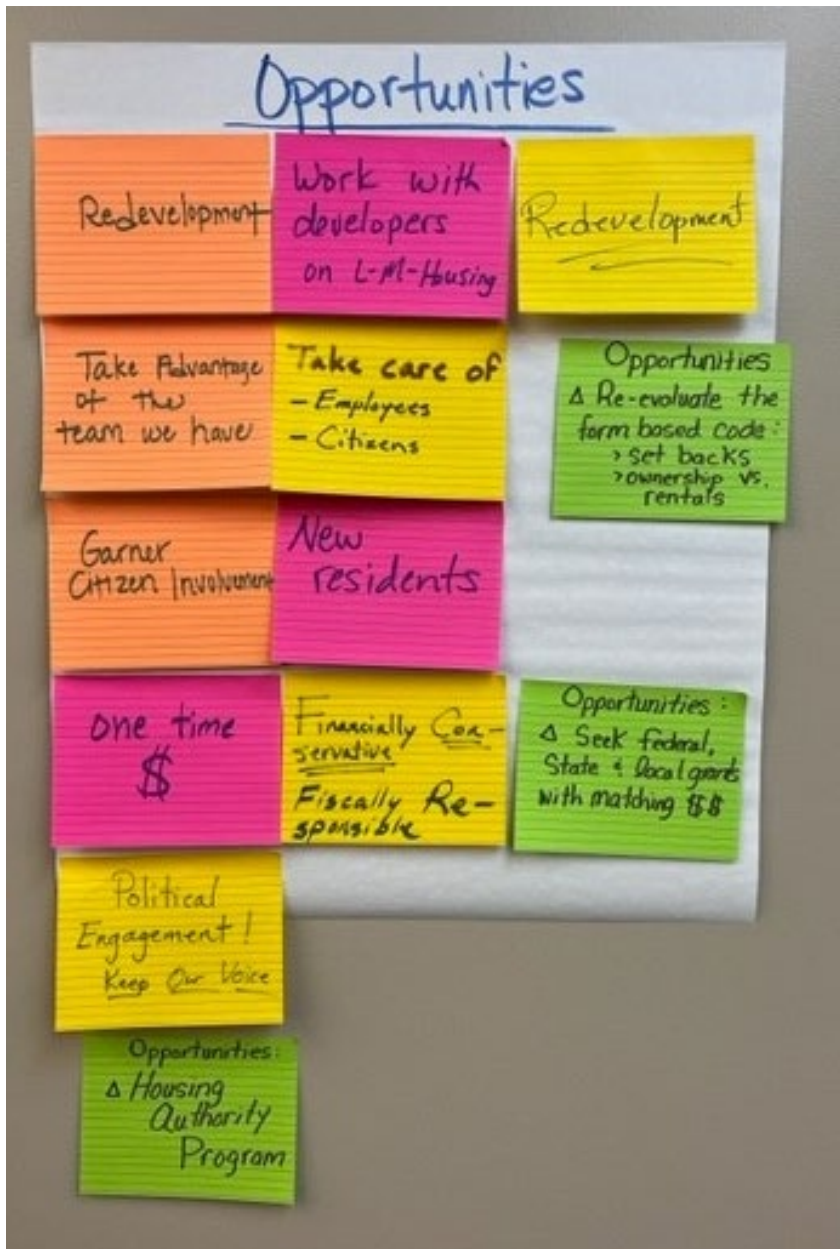 Opportunities
Redevelopment
Work with
developers
on L-M-Housing
Redevelopment
Take Advantage
of the
team we have
Take care of
- Employees
- Citizens
Opportunities
Δ Re-evaluate the
form based code:
> set backs
> ownership vs.
rentals
Garner
Citizen Involvement
New
residents
one time
$
Financially Con-
servative
Fiscally Re-
sponsible
Opportunities:
Δ Seek federal,
State & local grants
with matching $$
Political
Engagement!
Keep Our Voice
Opportunities:
Δ Housing
Authority
Program